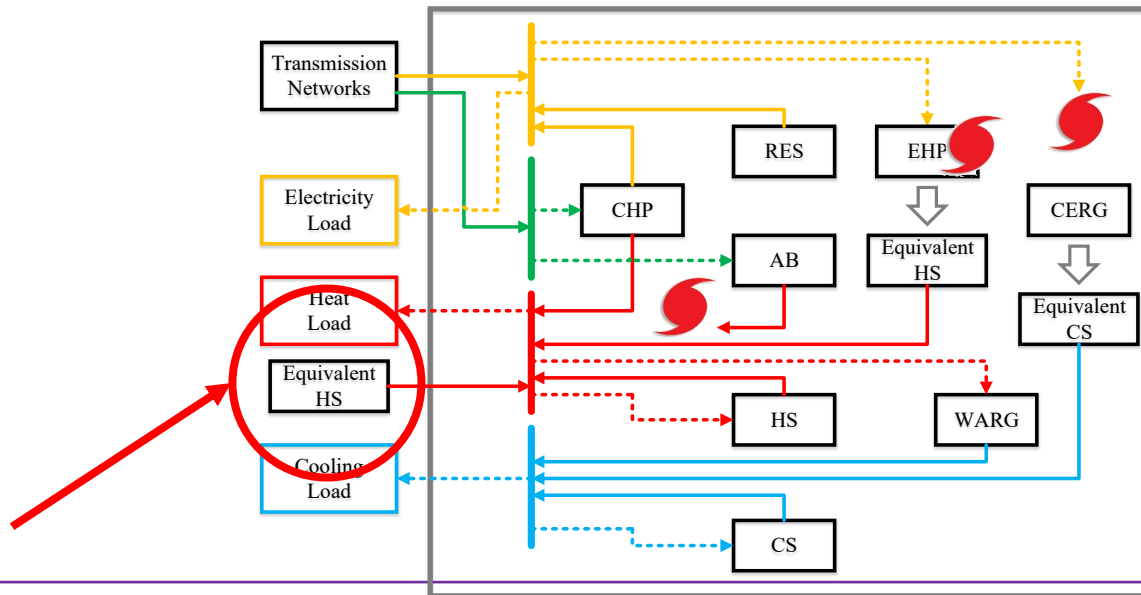 Transmission
Networks
RES
EHP
Electricity
Load
CHP
CERG
AB
Equivalent
HS
Heat
Load
Equivalent
CS
Equivalent
HS
HS
WARG
Cooling
Load
CS